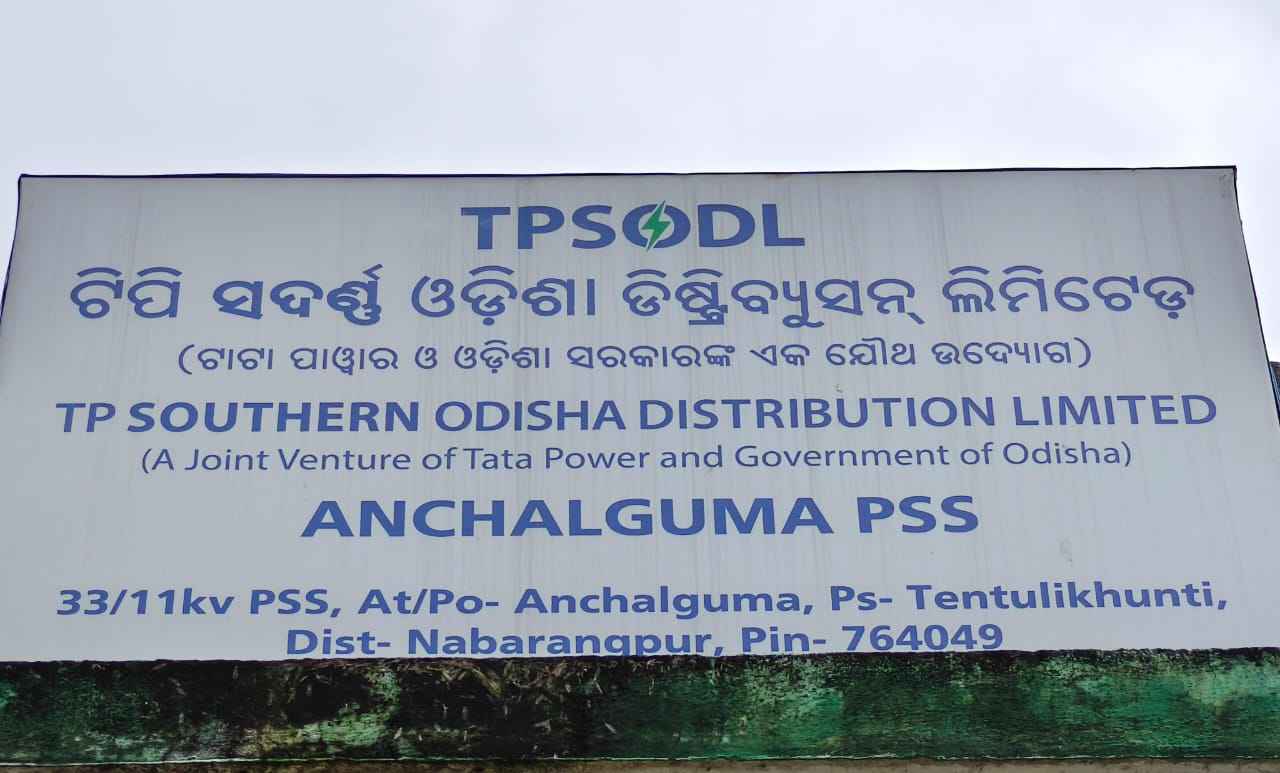 TPSODL
ଟିପି ସଦର୍ଣ୍ଣ ଓଡ଼ିଶା ଡିଷ୍ଟ୍ରିବ୍ୟୁସନ୍ ଲିମିଟେଡ଼
(ଟାଟା ପାୱାର ଓ ଓଡ଼ିଶା ସରକାରଙ୍କ ଏକ ଯୌଥ ଉଦ୍ୟୋଗ)
TP SOUTHERN ODISHA DISTRIBUTION LIMITED
(A Joint Venture of Tata Power and Government of Odisha)
ANCHALGUMA PSS
33/11kv PSS, At/Po- Anchalguma, Ps- Tentulikhunti,
Dist- Nabarangpur, Pin- 764049